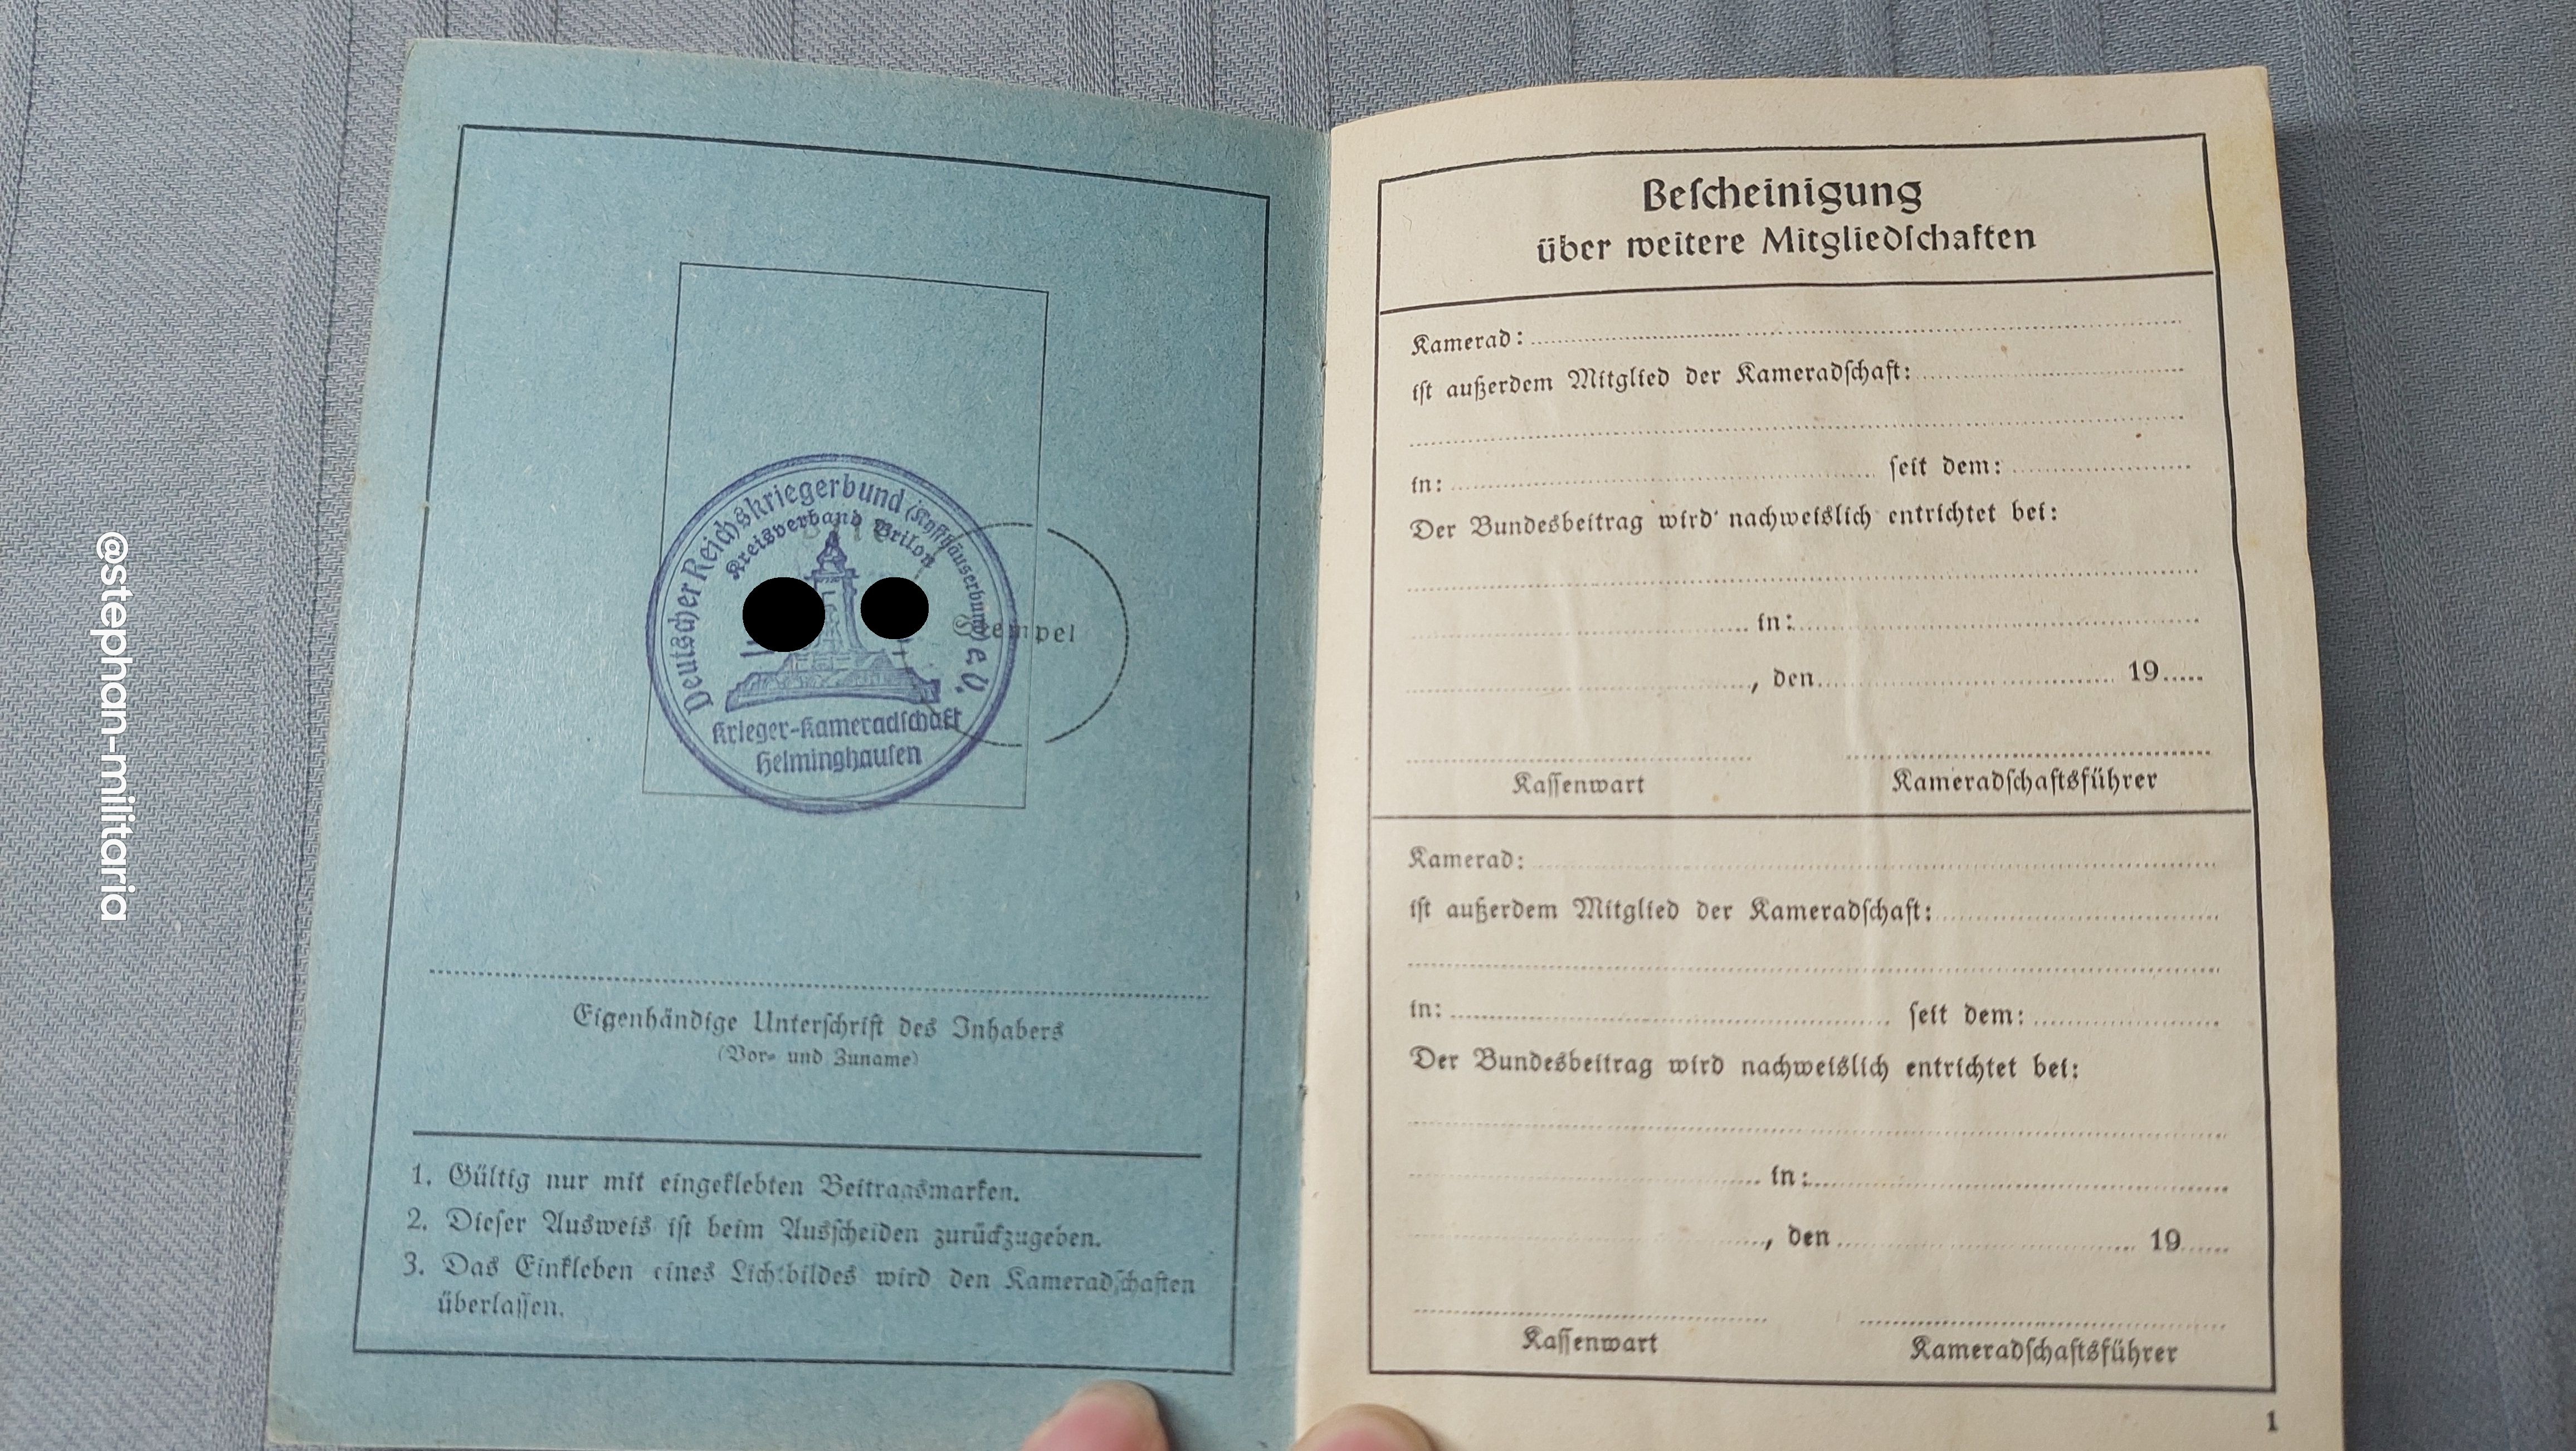 @stephan-militaria
Deutscher Reichskriegerbund (Kyffhäuserbund) e. V.
Kreisverband Brilon
Stempel
Krieger-Kameradschaft
Helminghausen
Eigenhändige Unterschrift des Inhabers
(Vor- und Zuname)
1. Gültig nur mit eingeklebten Beitragsmarken.
2. Dieser Ausweis ist beim Ausscheiden zurückzugeben.
3. Das Einkleben eines Lichtbildes wird den Kameradschaften
überlassen.
Bescheinigung
über weitere Mitgliedschaften
Kamerad:
ist außerdem Mitglied der Kameradschaft:
in: seit dem:
Der Bundesbeitrag wird nachweislich entrichtet bei:
in:
, den 19
Kassenwart Kameradschaftsführer
Kamerad:
ist außerdem Mitglied der Kameradschaft:
in: seit dem:
Der Bundesbeitrag wird nachweislich entrichtet bei:
in:
, den 19
Kassenwart Kameradschaftsführer
1